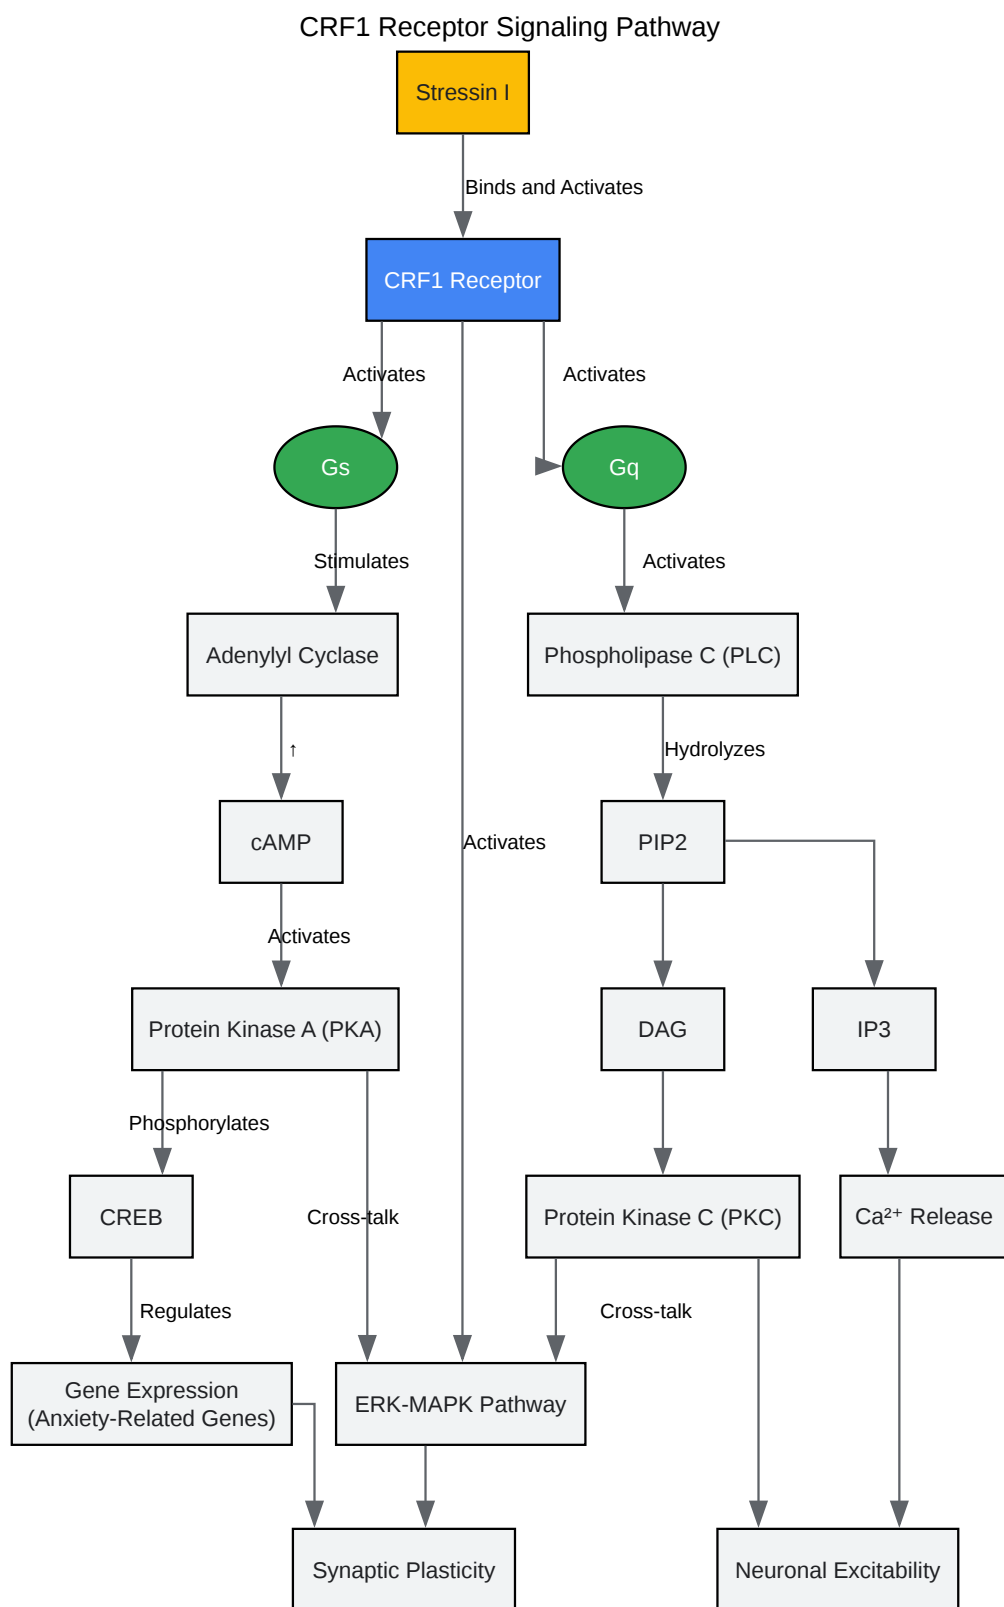 CRF1 Receptor Signaling Pathway
Stressin I
Binds and Activates
CRF1 Receptor
Activates
Activates
Gs
Gq
Stimulates
Activates
Adenylyl Cyclase
Phospholipase C (PLC)
↑
Hydrolyzes
cAMP
Activates
PIP2
Activates
Protein Kinase A (PKA)
DAG
IP3
Phosphorylates
CREB
Cross-talk
Protein Kinase C (PKC)
Ca²⁺ Release
Regulates
Cross-talk
Gene Expression
(Anxiety-Related Genes)
ERK-MAPK Pathway
Synaptic Plasticity
Neuronal Excitability